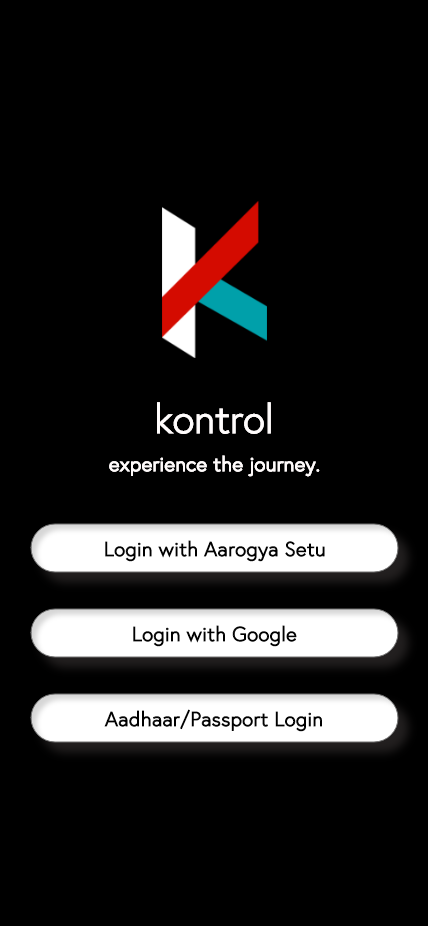 kontrol
experience the journey.
Login with Aarogya Setu
Login with Google
Aadhaar/Passport Login